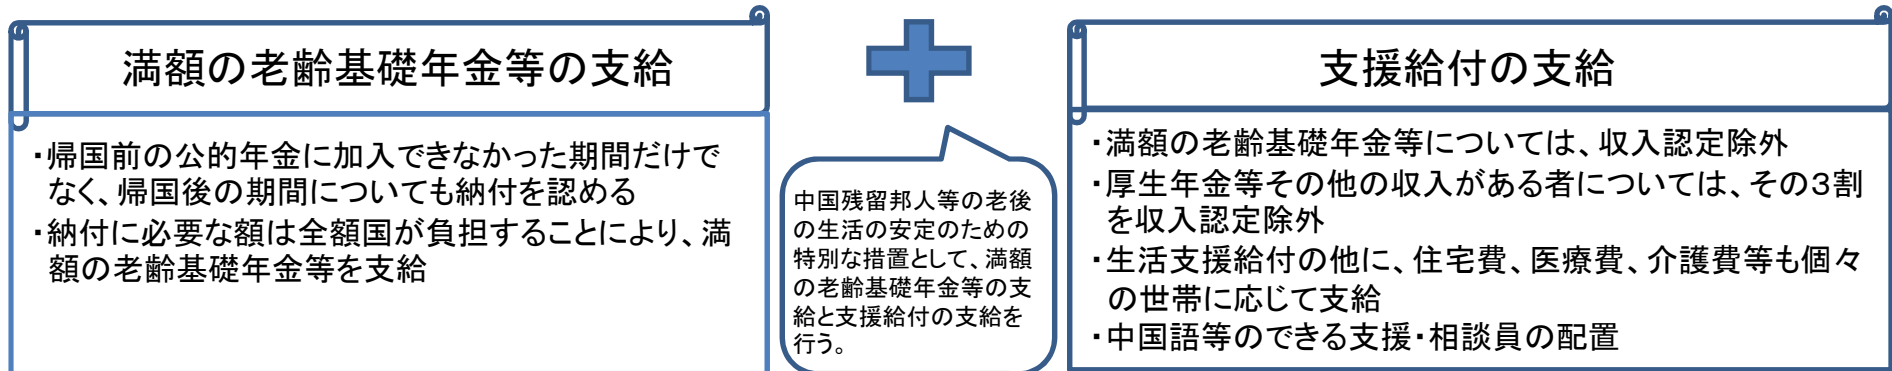 満額の老齢基礎年金等の支給
・帰国前の公的年金に加入できなかった期間だけで
なく、帰国後の期間についても納付を認める
・納付に必要な額は全額国が負担することにより、満
額の老齢基礎年金等を支給
中国残留邦人等の老後
の生活の安定のための
特別な措置として、満額
の老齢基礎年金等の支
給と支援給付の支給を
行う。
支援給付の支給
・満額の老齢基礎年金等については、収入認定除外
・厚生年金等その他の収入がある者については、その３割
を収入認定除外
・生活支援給付の他に、住宅費、医療費、介護費等も個々
の世帯に応じて支給
・中国語等のできる支援・相談員の配置